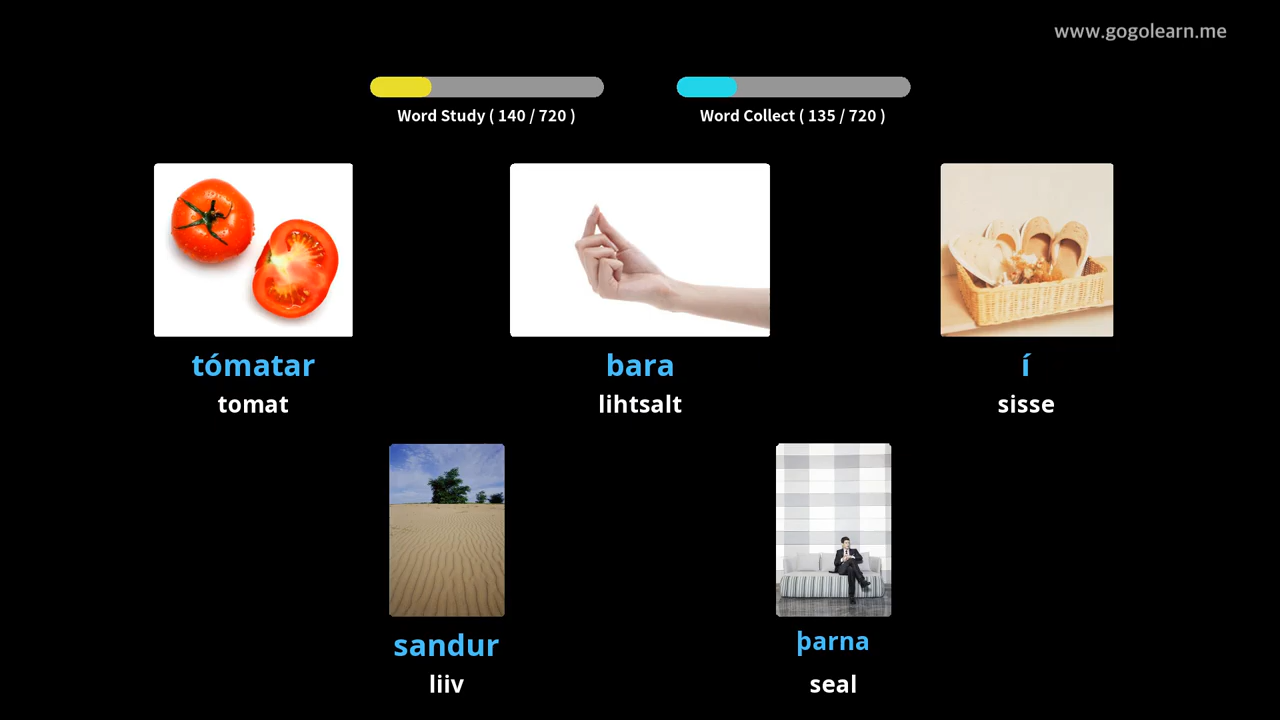 www.gogolearn.me
Word Study ( 140 / 720 )
Word Collect ( 135 / 720 )
tómatar
tomat
bara
lihtsalt
í
sisse
sandur
liiv
þarna
seal